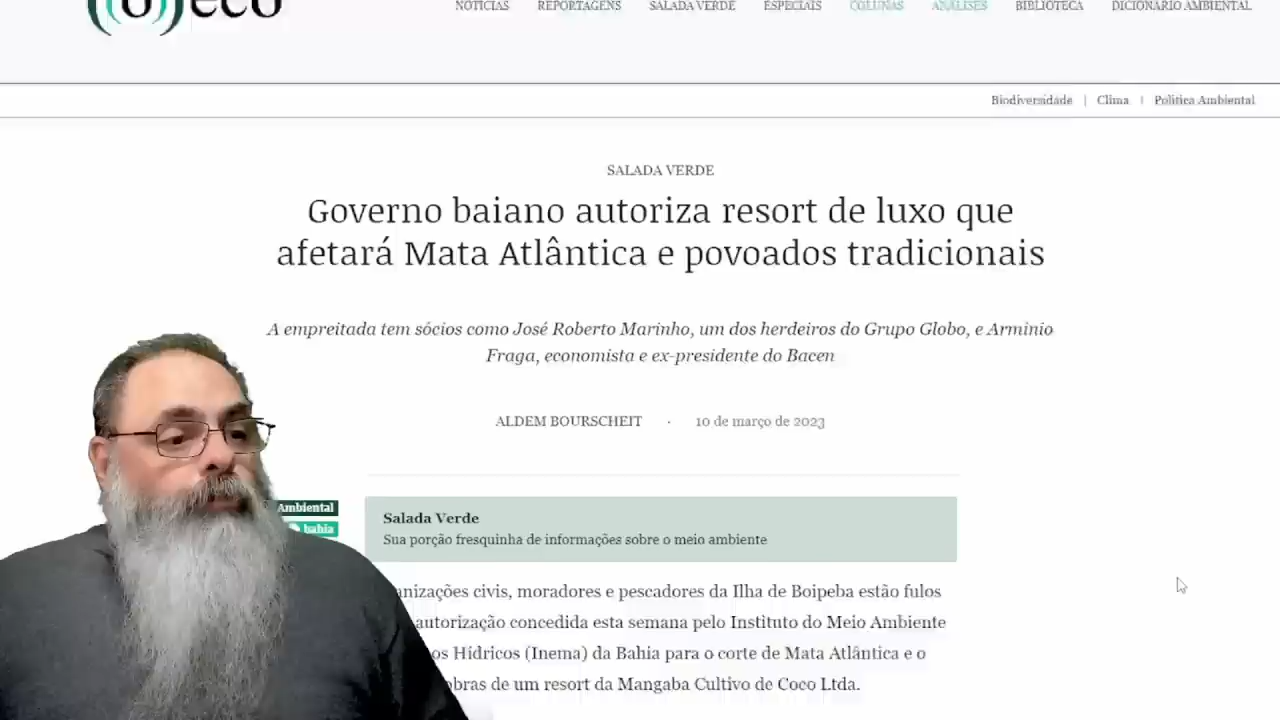 ((o))eco
NOTÍCIAS REPORTAGENS SALADA VERDE ESPECIAIS COLUNAS ANÁLISES BIBLIOTECA DICIONÁRIO AMBIENTAL
Biodiversidade | Clima | Política Ambiental
SALADA VERDE
Governo baiano autoriza resort de luxo que
afetará Mata Atlântica e povoados tradicionais
A empreitada tem sócios como José Roberto Marinho, um dos herdeiros do Grupo Globo, e Armínio
Fraga, economista e ex-presidente do Bacen
ALDEM BOURSCHEIT · 10 de março de 2023
Ambiental
bahia
Salada Verde
Sua porção fresquinha de informações sobre o meio ambiente
anizações civis, moradores e pescadores da Ilha de Boipeba estão fulos
autorização concedida esta semana pelo Instituto do Meio Ambiente
os Hídricos (Inema) da Bahia para o corte de Mata Atlântica e o
obras de um resort da Mangaba Cultivo de Coco Ltda.